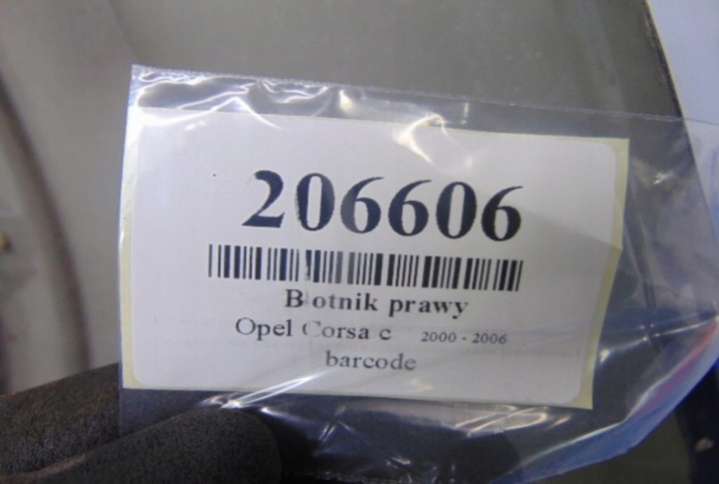 206606
Błotnik prawy
Opel Corsa c 2000 - 2006
barcode